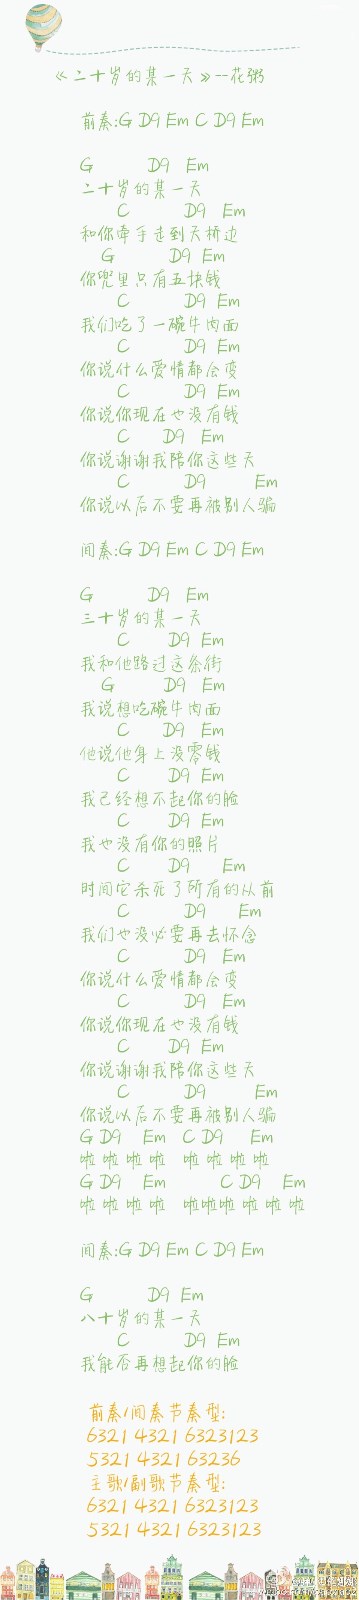 《二十岁的某一天》--花粥
前奏:G D9 Em C D9 Em
G D9 Em
二十岁的某一天
C D9 Em
和你牵手走到天桥边
G D9 Em
你兜里只有五块钱
C D9 Em
我们吃了一碗牛肉面
C D9 Em
你说什么爱情都会变
C D9 Em
你说你现在也没有钱
C D9 Em
你说谢谢我陪你这些天
C D9 Em
你说以后不要再被别人骗
间奏:G D9 Em C D9 Em
G D9 Em
三十岁的某一天
C D9 Em
我和他路过这条街
G D9 Em
我说想吃碗牛肉面
C D9 Em
他说他身上没零钱
C D9 Em
我已经想不起你的脸
C D9 Em
我也没有你的照片
C D9 Em
时间它杀死了所有的从前
C D9 Em
我们也没必要再去怀念
C D9 Em
你说什么爱情都会变
C D9 Em
你说你现在也没有钱
C D9 Em
你说谢谢我陪你这些天
C D9 Em
你说以后不要再被别人骗
G D9 Em C D9 Em
啦啦啦啦 啦啦啦啦
G D9 Em C D9 Em
啦啦啦啦 啦啦啦啦啦啦
间奏:G D9 Em C D9 Em
G D9 Em
八十岁的某一天
C D9 Em
我能否再想起你的脸
前奏/间奏节奏型:
6321 4321 6323123
5321 4321 63236
主歌/副歌节奏型:
6321 4321 6323123
5321 4321 6323123